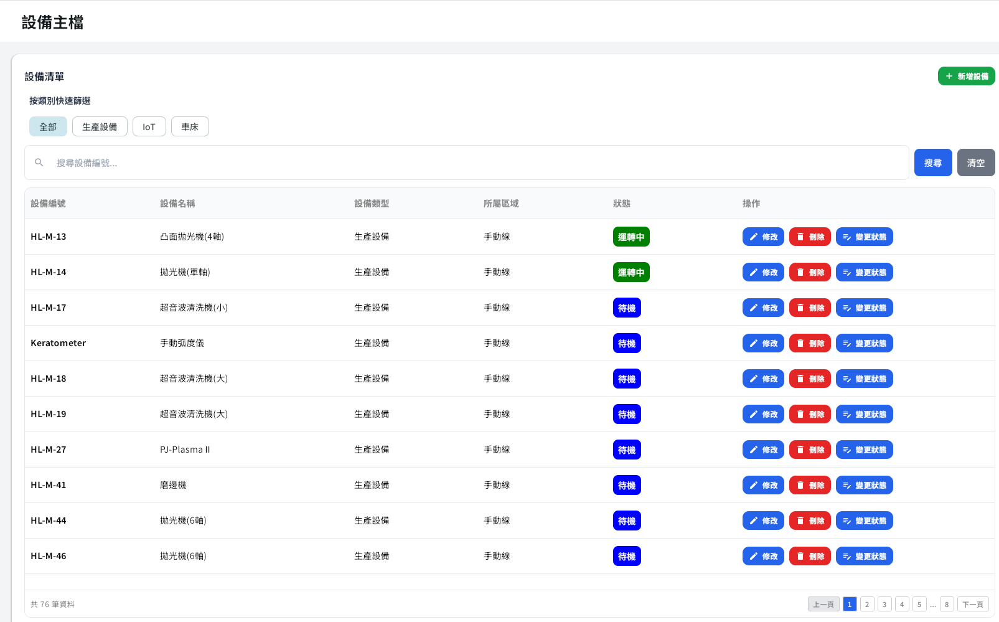 設備主檔
設備清單
新增設備
按類別快速篩選
全部 生產設備 IoT 車床
搜尋設備編號... 搜尋 清空
設備編號 設備名稱 設備類型 所屬區域 狀態 操作
HL-M-13 凸面拋光機(4軸) 生產設備 手動線 運轉中 修改 刪除 變更狀態
HL-M-14 拋光機(單軸) 生產設備 手動線 運轉中 修改 刪除 變更狀態
HL-M-17 超音波清洗機(小) 生產設備 手動線 待機 修改 刪除 變更狀態
Keratometer 手動弧度儀 生產設備 手動線 待機 修改 刪除 變更狀態
HL-M-18 超音波清洗機(大) 生產設備 手動線 待機 修改 刪除 變更狀態
HL-M-19 超音波清洗機(大) 生產設備 手動線 待機 修改 刪除 變更狀態
HL-M-27 PJ-Plasma II 生產設備 手動線 待機 修改 刪除 變更狀態
HL-M-41 磨邊機 生產設備 手動線 待機 修改 刪除 變更狀態
HL-M-44 拋光機(6軸) 生產設備 手動線 待機 修改 刪除 變更狀態
HL-M-46 拋光機(6軸) 生產設備 手動線 待機 修改 刪除 變更狀態
共 76 筆資料 上一頁 1 2 3 4 5 ... 8 下一頁